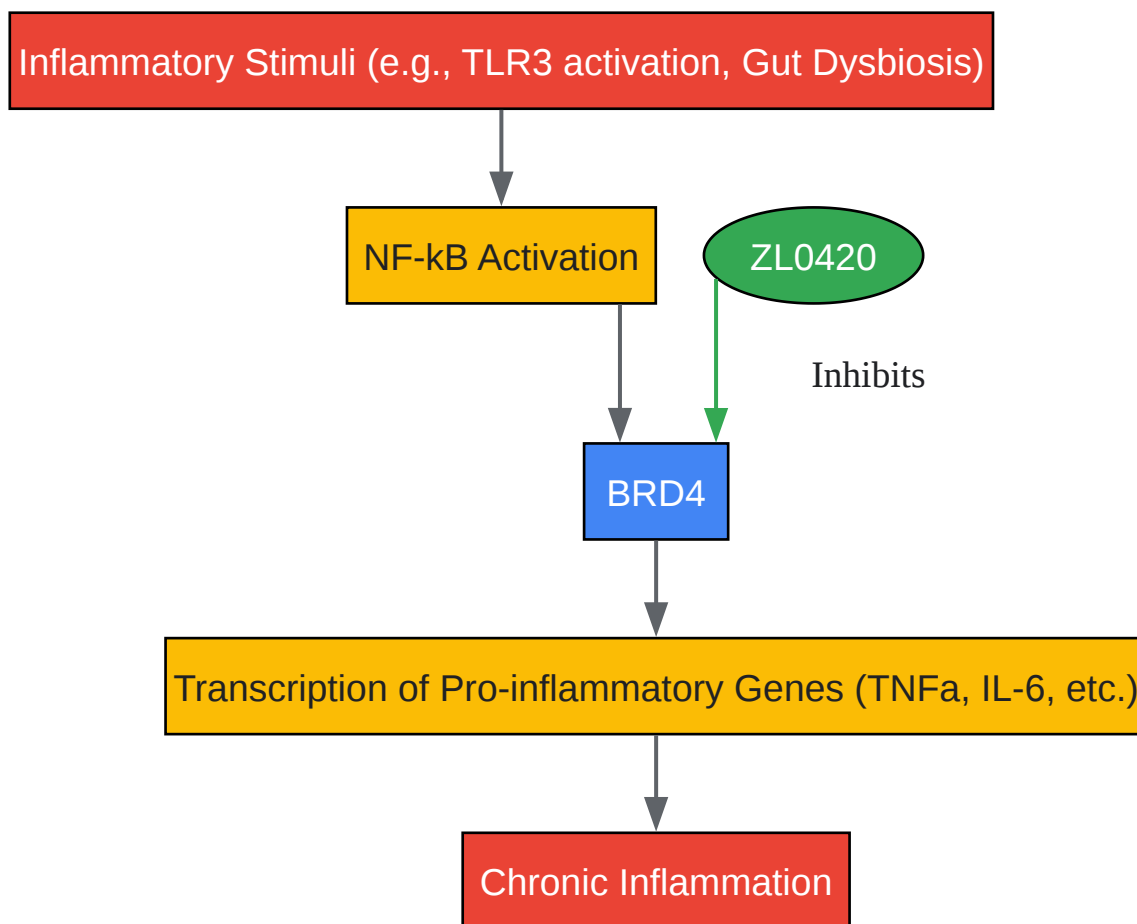 Inflammatory Stimuli (e.g., TLR3 activation, Gut Dysbiosis)
NF-kB Activation
ZL0420
Inhibits
BRD4
Transcription of Pro-inflammatory Genes (TNFa, IL-6, etc.)
Chronic Inflammation